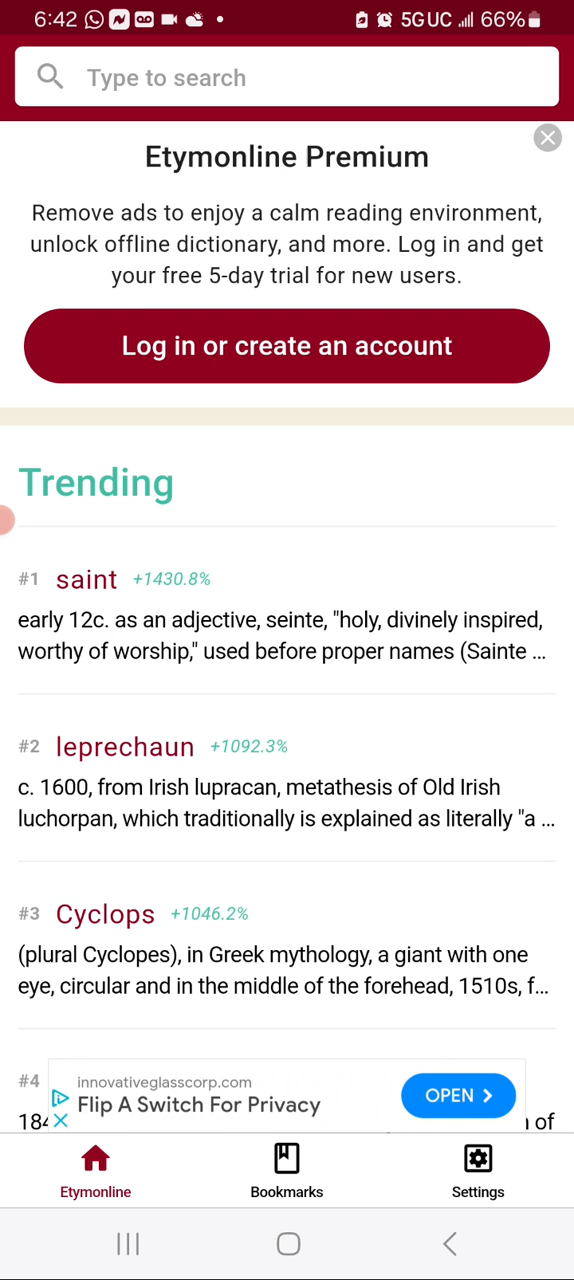 6:42
5G UC 66%
Type to search
Etymonline Premium
Remove ads to enjoy a calm reading environment,
unlock offline dictionary, and more. Log in and get
your free 5-day trial for new users.
Log in or create an account
Trending
#1 saint +1430.8%
early 12c. as an adjective, seinte, "holy, divinely inspired,
worthy of worship," used before proper names (Sainte ...
#2 leprechaun +1092.3%
c. 1600, from Irish lupracan, metathesis of Old Irish
luchorpan, which traditionally is explained as literally "a ...
#3 Cyclops +1046.2%
(plural Cyclopes), in Greek mythology, a giant with one
eye, circular and in the middle of the forehead, 1510s, f...
#4
innovativeglasscorp.com
Flip A Switch For Privacy
OPEN
of
Etymonline
Bookmarks
Settings